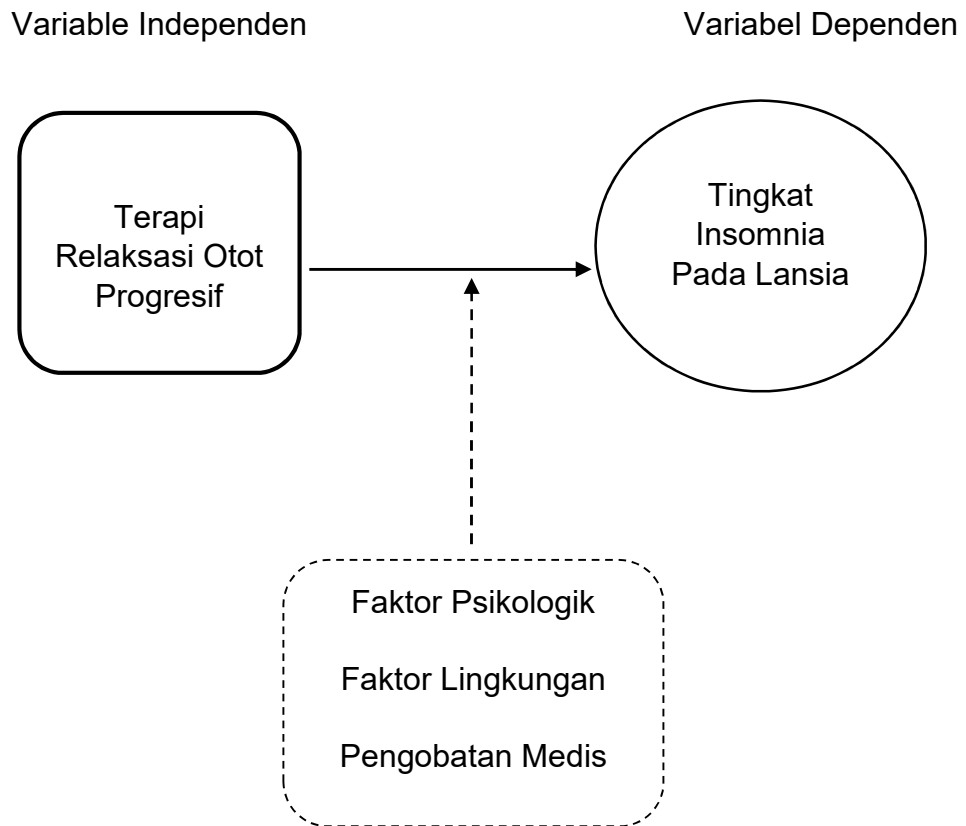 Variable Independen
Variabel Dependen
Terapi
Relaksasi Otot
Progresif
Tingkat
Insomnia
Pada Lansia
Faktor Psikologik
Faktor Lingkungan
Pengobatan Medis